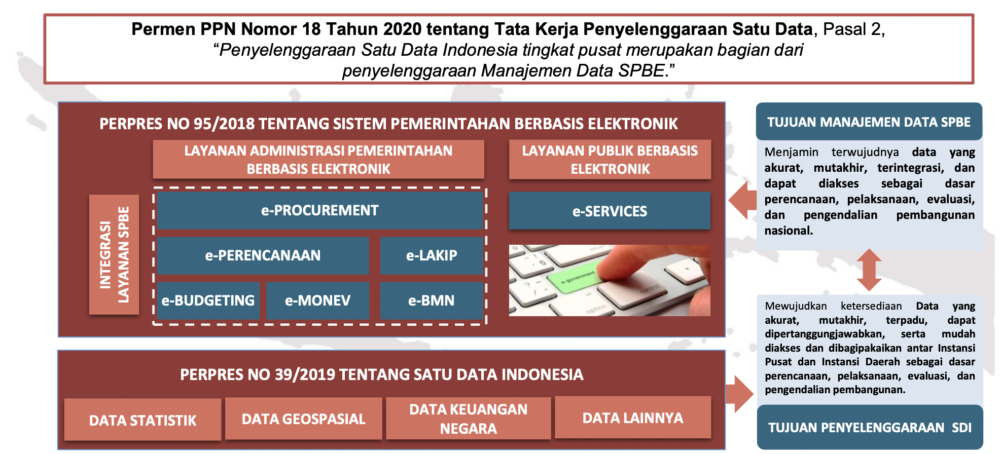 Permen PPN Nomor 18 Tahun 2020 tentang Tata Kerja Penyelenggaraan Satu Data, Pasal 2,
“Penyelenggaraan Satu Data Indonesia tingkat pusat merupakan bagian dari
penyelenggaraan Manajemen Data SPBE.”
PERPRES NO 95/2018 TENTANG SISTEM PEMERINTAHAN BERBASIS ELEKTRONIK
LAYANAN ADMINISTRASI PEMERINTAHAN
BERBASIS ELEKTRONIK
LAYANAN PUBLIK BERBASIS
ELEKTRONIK
INTEGRASI
LAYANAN SPBE
e-PROCUREMENT
e-PERENCANAAN
e-LAKIP
e-BUDGETING
e-MONEV
e-BMN
e-SERVICES
return
§
e-government
? ~
/
alt
control
option
TUJUAN MANAJEMEN DATA SPBE
Menjamin terwujudnya data yang
akurat, mutakhir, terintegrasi, dan
dapat diakses sebagai dasar
perencanaan, pelaksanaan, evaluasi,
dan pengendalian pembangunan
nasional.
Mewujudkan ketersediaan Data yang
akurat, mutakhir, terpadu, dapat
dipertanggungjawabkan, serta mudah
diakses dan dibagipakaikan antar Instansi
Pusat dan Instansi Daerah sebagai dasar
perencanaan, pelaksanaan, evaluasi, dan
pengendalian pembangunan.
TUJUAN PENYELENGGARAAN SDI
PERPRES NO 39/2019 TENTANG SATU DATA INDONESIA
DATA STATISTIK
DATA GEOSPASIAL
DATA KEUANGAN
NEGARA
DATA LAINNYA